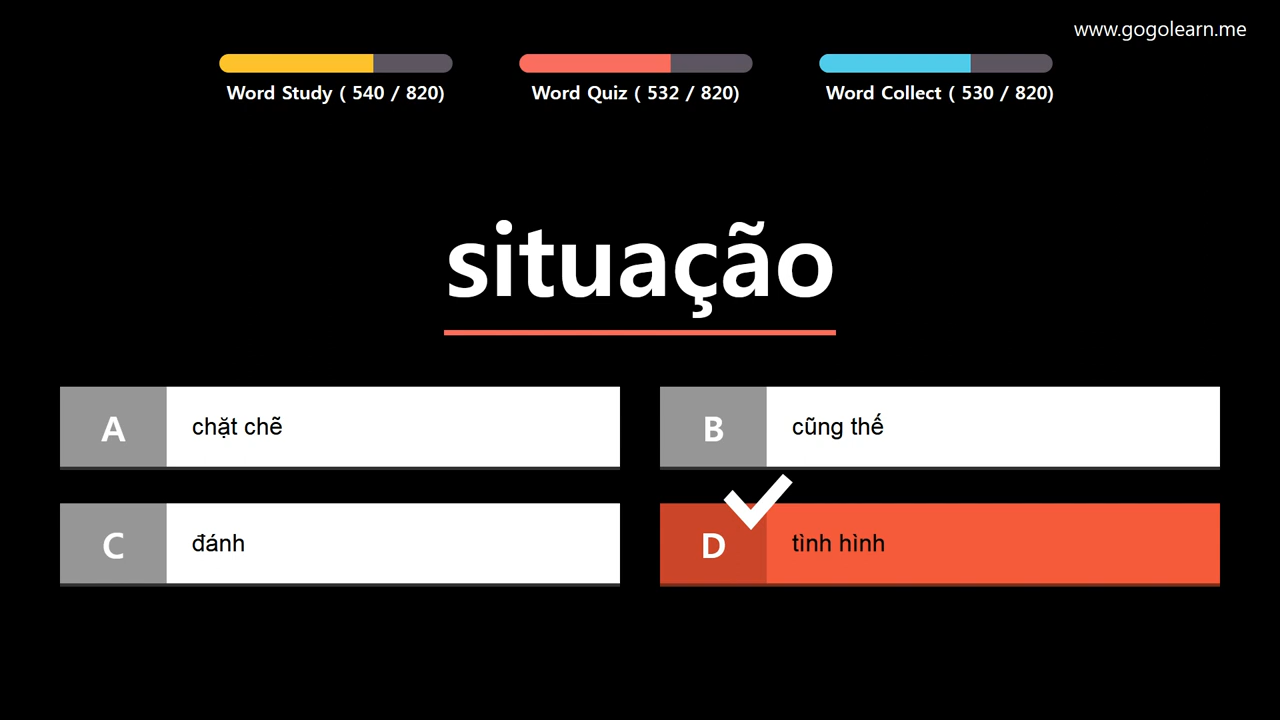 www.gogolearn.me
Word Study ( 540 / 820)
Word Quiz ( 532 / 820)
Word Collect ( 530 / 820)
situação
A chặt chẽ
B cũng thế
C đánh
D tình hình